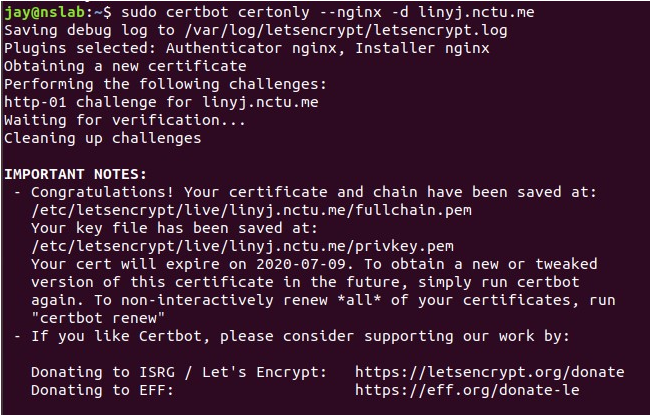 jay@nslab:~$ sudo certbot certonly --nginx -d linyj.nctu.me
Saving debug log to /var/log/letsencrypt/letsencrypt.log
Plugins selected: Authenticator nginx, Installer nginx
Obtaining a new certificate
Performing the following challenges:
http-01 challenge for linyj.nctu.me
Waiting for verification...
Cleaning up challenges

IMPORTANT NOTES:
 - Congratulations! Your certificate and chain have been saved at:
   /etc/letsencrypt/live/linyj.nctu.me/fullchain.pem
   Your key file has been saved at:
   /etc/letsencrypt/live/linyj.nctu.me/privkey.pem
   Your cert will expire on 2020-07-09. To obtain a new or tweaked
   version of this certificate in the future, simply run certbot
   again. To non-interactively renew *all* of your certificates, run
   "certbot renew"
 - If you like Certbot, please consider supporting our work by:

   Donating to ISRG / Let's Encrypt:   https://letsencrypt.org/donate
   Donating to EFF:                    https://eff.org/donate-le